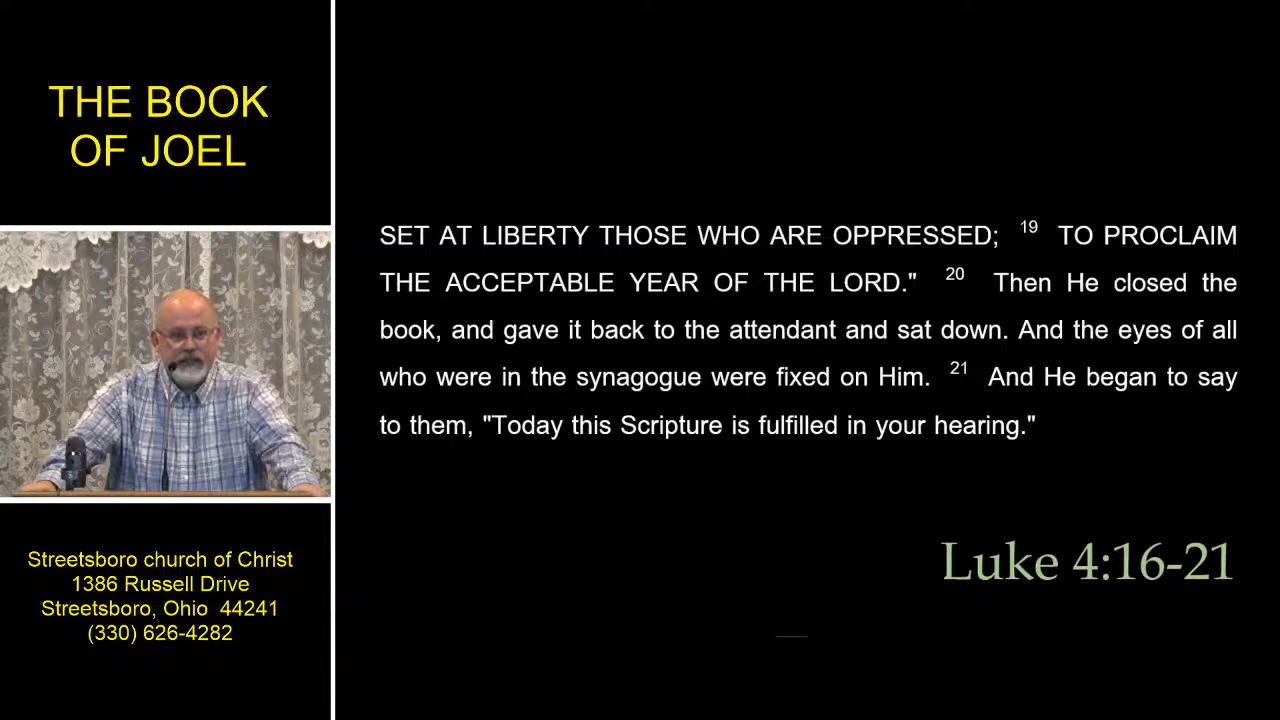 THE BOOK
OF JOEL
SET AT LIBERTY THOSE WHO ARE OPPRESSED; 19 TO PROCLAIM
THE ACCEPTABLE YEAR OF THE LORD." 20 Then He closed the
book, and gave it back to the attendant and sat down. And the eyes of all
who were in the synagogue were fixed on Him. 21 And He began to say
to them, "Today this Scripture is fulfilled in your hearing."
Luke 4:16-21
Streetsboro church of Christ
1386 Russell Drive
Streetsboro, Ohio 44241
(330) 626-4282